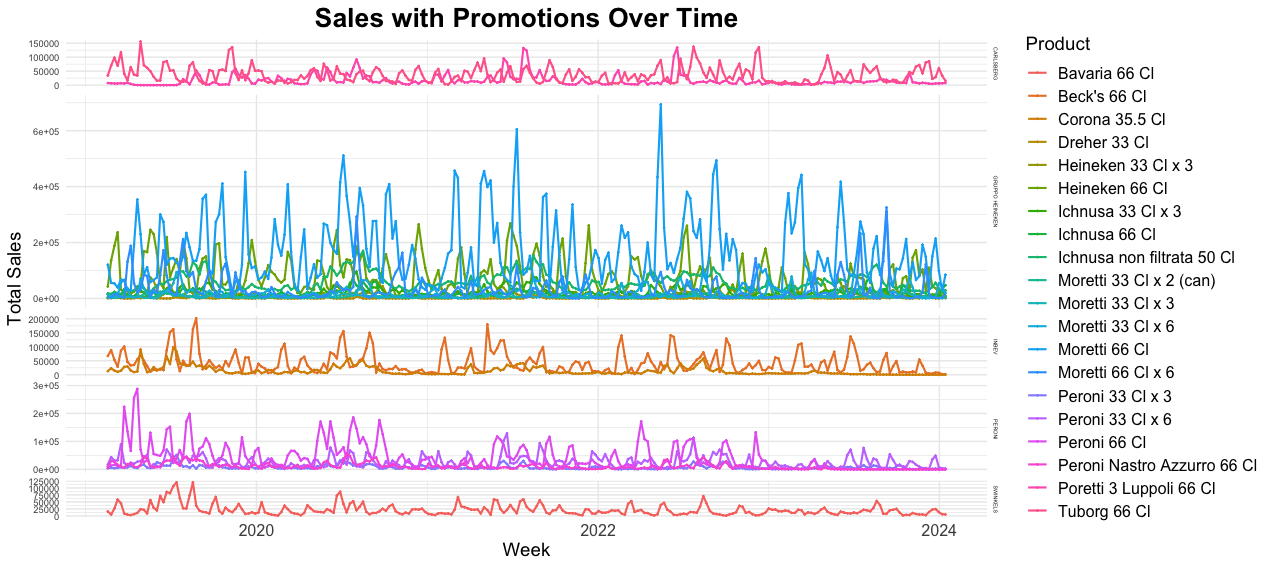 Sales with Promotions Over Time
Total Sales
150000
100000
50000
0
CARLSBERG
6e+05
4e+05
2e+05
0e+00
GRUPPO HEINEKEN
200000
150000
100000
50000
0
INBEV
3e+05
2e+05
1e+05
0e+00
PERONI
125000
100000
75000
50000
25000
0
SWINKELS
2020
2022
2024
Week
Product
Bavaria 66 Cl
Beck's 66 Cl
Corona 35.5 Cl
Dreher 33 Cl
Heineken 33 Cl x 3
Heineken 66 Cl
Ichnusa 33 Cl x 3
Ichnusa 66 Cl
Ichnusa non filtrata 50 Cl
Moretti 33 Cl x 2 (can)
Moretti 33 Cl x 3
Moretti 33 Cl x 6
Moretti 66 Cl
Moretti 66 Cl x 6
Peroni 33 Cl x 3
Peroni 33 Cl x 6
Peroni 66 Cl
Peroni Nastro Azzurro 66 Cl
Poretti 3 Luppoli 66 Cl
Tuborg 66 Cl